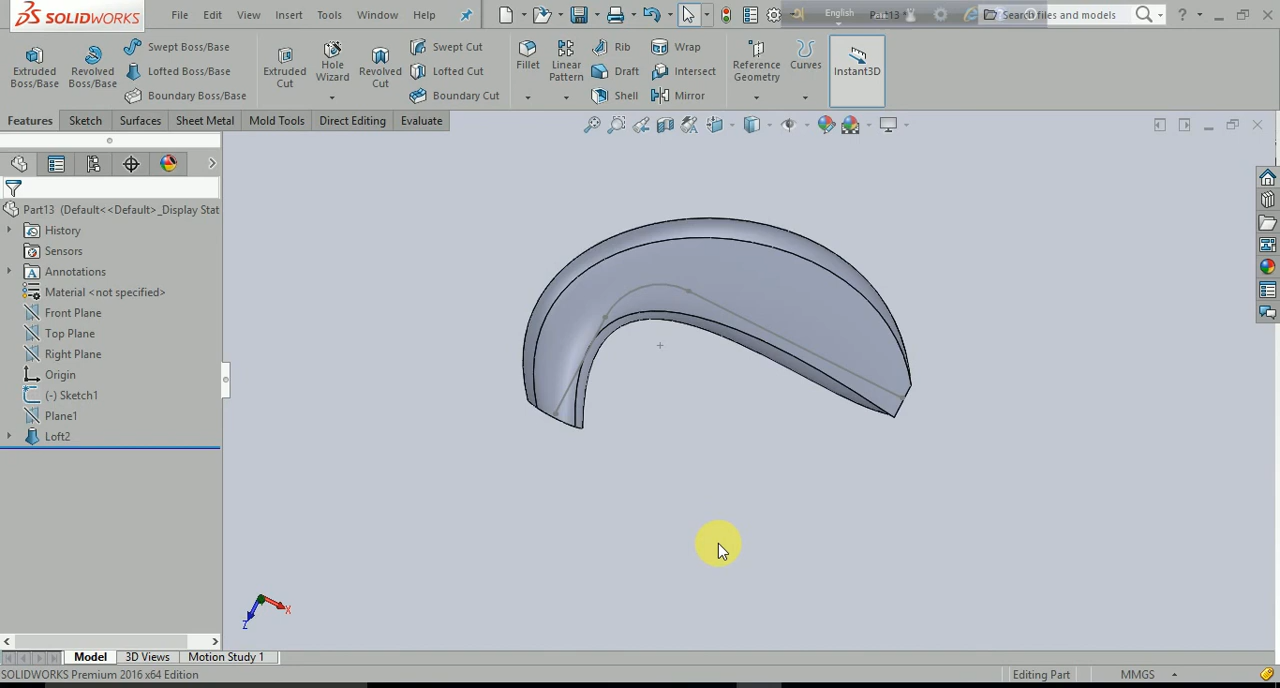 SOLIDWORKS File Edit View Insert Tools Window Help English Part13 * Search files and models ?
Extruded Boss/Base Revolved Boss/Base Swept Boss/Base Lofted Boss/Base Boundary Boss/Base Extruded Cut Hole Wizard Revolved Cut Swept Cut Lofted Cut Boundary Cut Fillet Linear Pattern Rib Draft Shell Wrap Intersect Mirror Reference Geometry Curves Instant3D
Features Sketch Surfaces Sheet Metal Mold Tools Direct Editing Evaluate
Part13 (Default<<Default>_Display Stat
History
Sensors
Annotations
Material <not specified>
Front Plane
Top Plane
Right Plane
Origin
(-) Sketch1
Plane1
Loft2
X
Z
Model 3D Views Motion Study 1
SOLIDWORKS Premium 2016 x64 Edition Editing Part MMGS